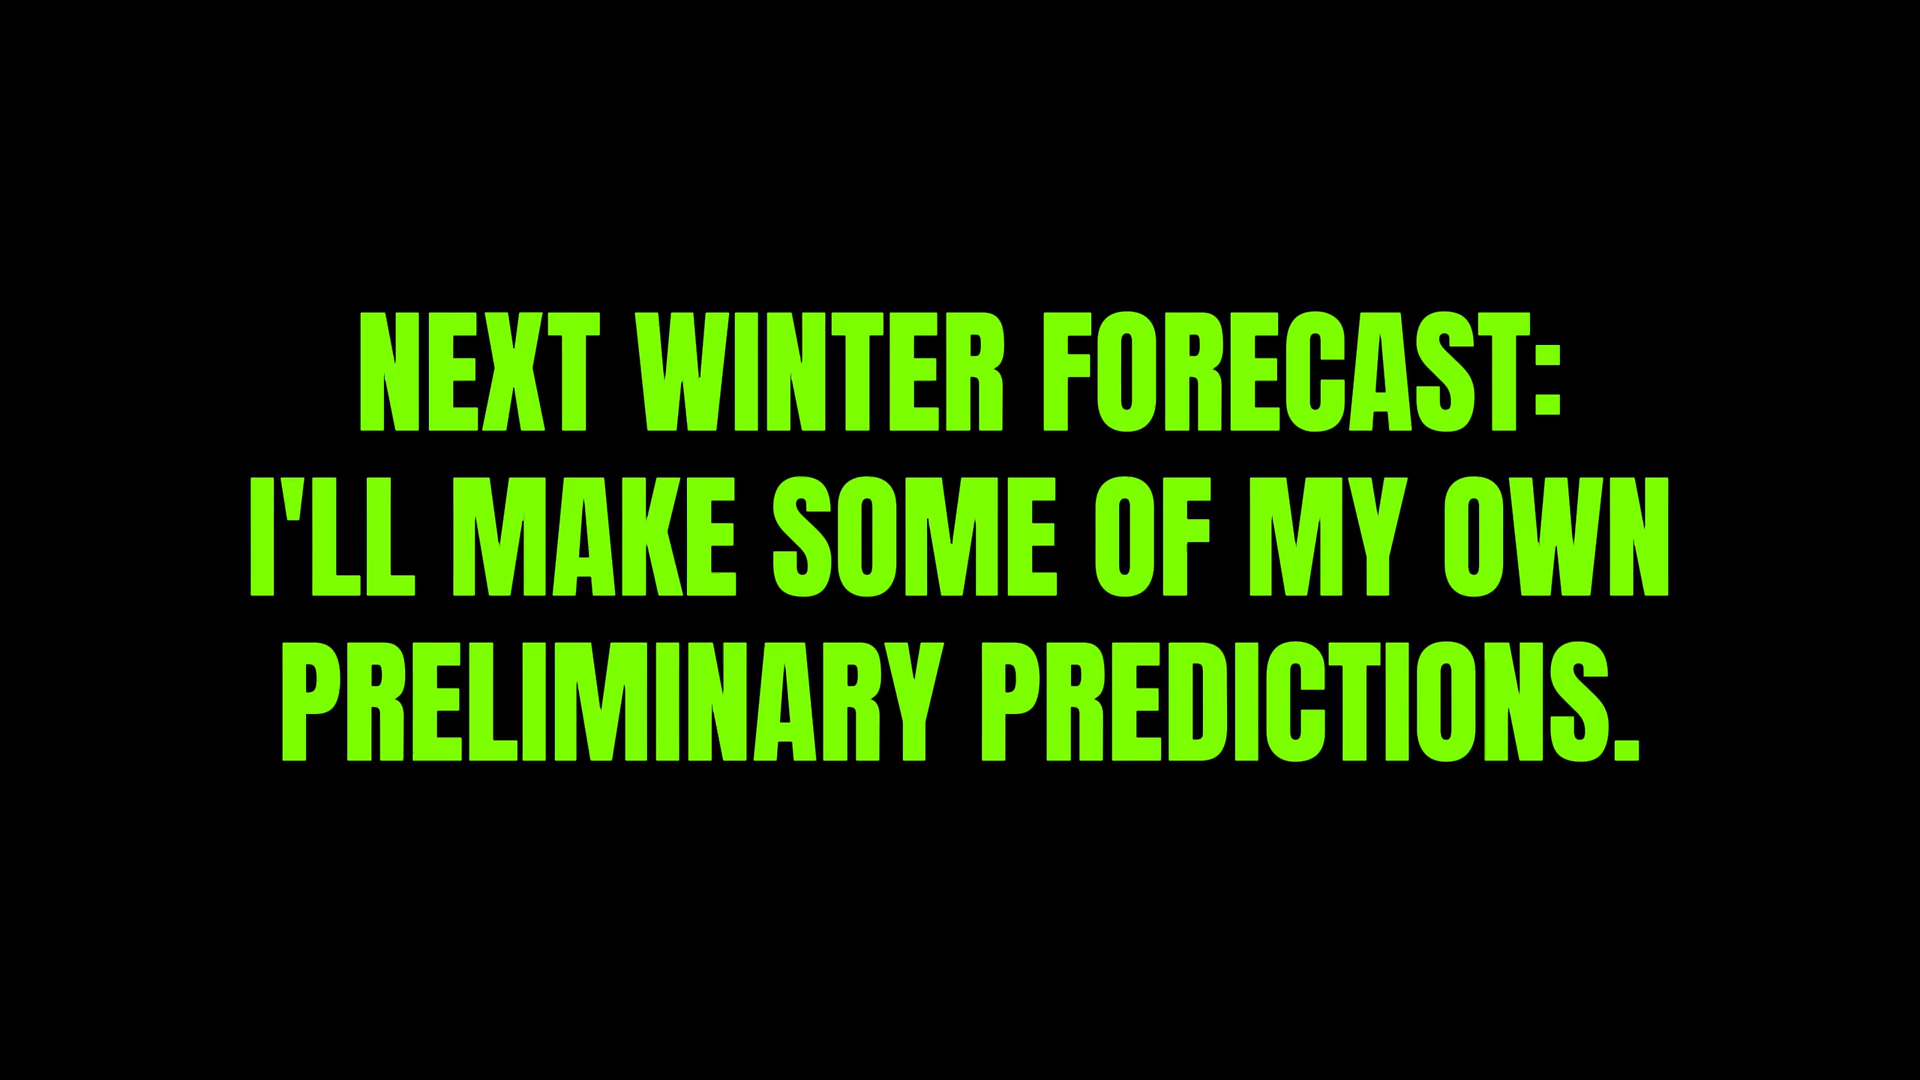 NEXT WINTER FORECAST:
I'LL MAKE SOME OF MY OWN
PRELIMINARY PREDICTIONS.